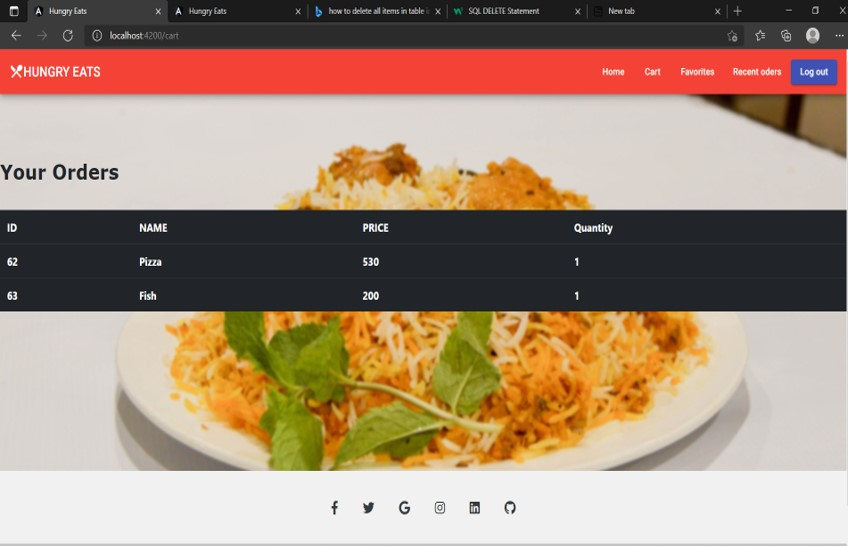 Hungry Eats
Hungry Eats
how to delete all items in table i
SQL DELETE Statement
New tab
localhost:4200/cart
HUNGRY EATS
Home
Cart
Favorites
Recent oders
Log out
Your Orders
ID NAME PRICE Quantity
62 Pizza 530 1
63 Fish 200 1